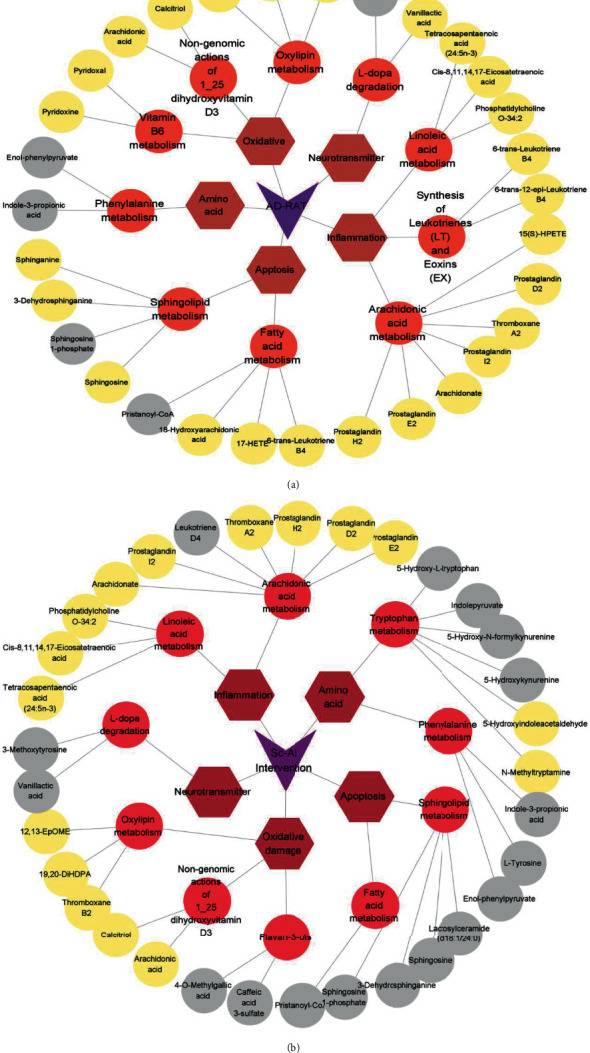 Calcitriol
Vanillactic
acid
Arachidonic
acid
Non-genomic
actions
of
1_25
dihydroxyvitamin
D3
Oxylipin
metabolism
L-dopa
degradation
Tetracosapentaenoic
acid
(24:5n-3)
Cis-8,11,14,17-Eicosatetraenoic
acid
Pyridoxal
Phosphatidylcholine
O-34:2
Pyridoxine
Vitamin
B6
metabolism
Oxidative
Neurotransmitter
Linoleic
acid
metabolism
6-trans-Leukotriene
B4
Enol-phenylpyruvate
6-trans-12-epi-Leukotriene
B4
Indole-3-propionic
acid
Phenylalanine
metabolism
Amino
acid
AD-RAT
Inflammation
Synthesis
of
Leukotrienes
(LT)
and
Eoxins
(EX)
15(S)-HPETE
Sphinganine
Apptosis
Prostaglandin
D2
3-Dehydrosphinganine
Sphingolipid
metabolism
Arachidonic
acid
metabolism
Thromboxane
A2
Sphingosine
1-phosphate
Fatty
acid
metabolism
Prostaglandin
I2
Sphingosine
Arachidonate
Pristanoyl-CoA
18-Hydroxyarachidonic
acid
17-HETE
6-trans-Leukotriene
B4
Prostaglandin
H2
Prostaglandin
E2
(a)
Leukotriene
D4
Thromboxane
A2
Prostaglandin
H2
Prostaglandin
D2
Prostaglandin
E2
Prostaglandin
I2
5-Hydroxy-L-tryptophan
Arachidonate
Arachidonic
acid
metabolism
Indolepyruvate
Phosphatidylcholine
O-34:2
Linoleic
acid
metabolism
Tryptophan
metabolism
5-Hydroxy-N-formylkynurenine
Cis-8,11,14,17-Eicosatetraenoic
acid
5-Hydroxykynurenine
Tetracosapentaenoic
acid
(24:5n-3)
Inflammation
Amino
acid
L-dopa
degradation
Phenylalanine
metabolism
5-Hydroxyindoleacetaldehyde
3-Methoxytyrosine
Sc-AI
Intervention
N-Methyltryptamine
Vanillactic
acid
Neurotransmitter
Apoptosis
Sphingolipid
metabolism
Indole-3-propionic
acid
12,13-EpOME
Oxylipin
metabolism
Oxidative
damage
L-Tyrosine
19,20-DiHDPA
Non-genomic
actions
of
1_25
dihydroxyvitamin
D3
Fatty
acid
metabolism
Enol-phenylpyruvate
Thromboxane
B2
Lacosylceramide
(d18:1/24:0)
Calcitriol
Flavan-3-ols
Sphingosine
Arachidonic
acid
3-Dehydrosphinganine
4-O-Methylgallic
acid
Caffeic
acid
3-sulfate
Pristanoyl-CoA
Sphingosine
1-phosphate
(b)